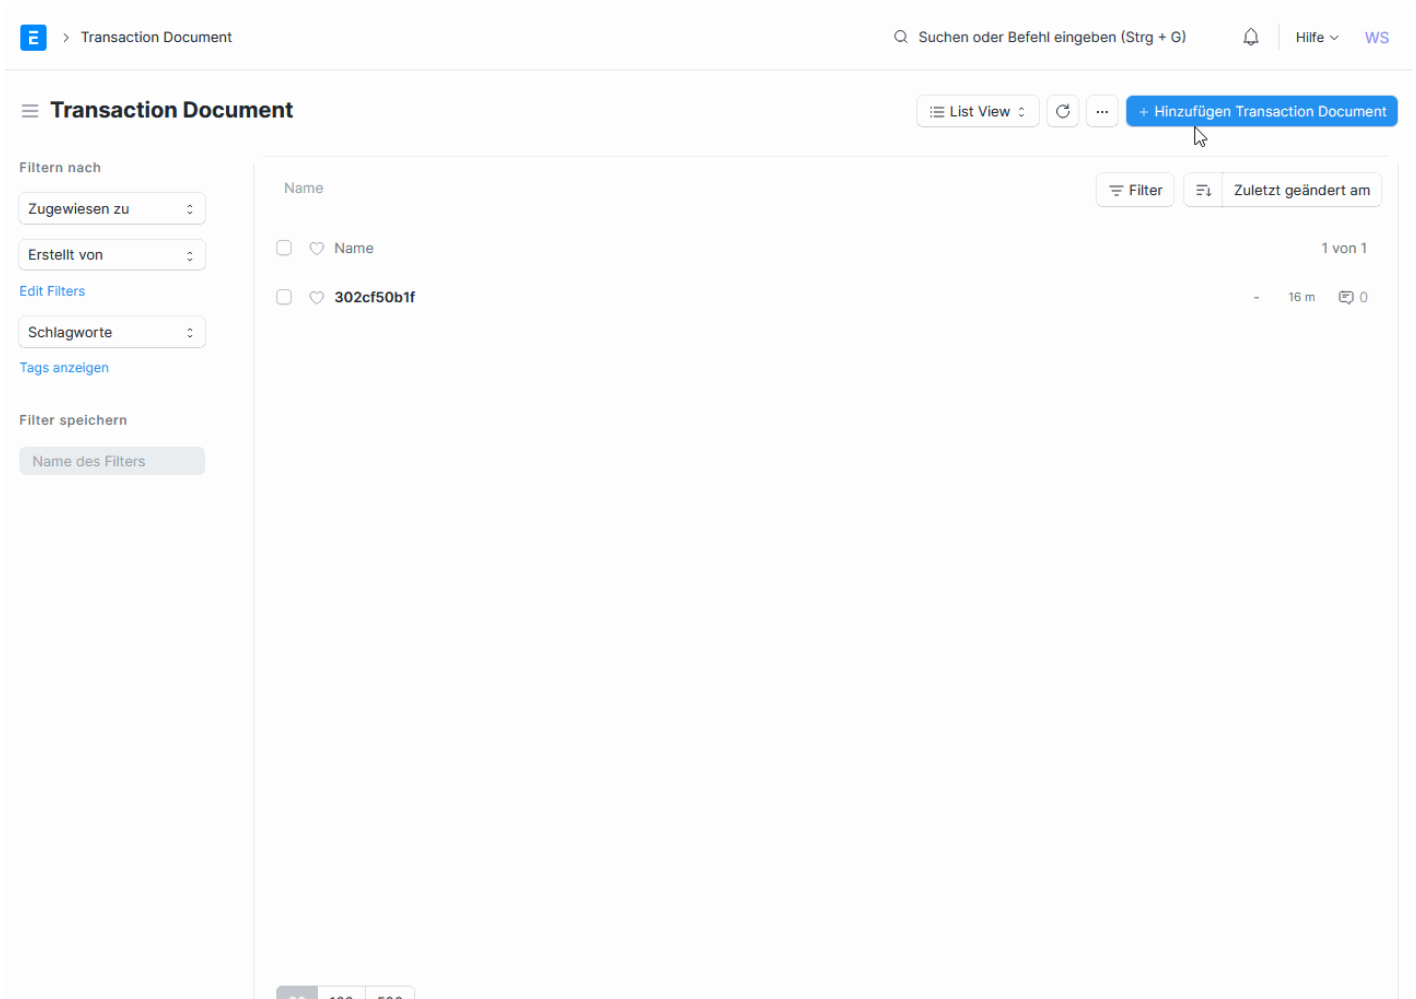 E > Transaction Document Suchen oder Befehl eingeben (Strg + G) Hilfe WS
Transaction Document List View ... + Hinzufügen Transaction Document
Filtern nach
Name Filter Zuletzt geändert am
Zugewiesen zu
Name 1 von 1
Erstellt von
Edit Filters
302cf50b1f - 16 m 0
Schlagworte
Tags anzeigen
Filter speichern
Name des Filters